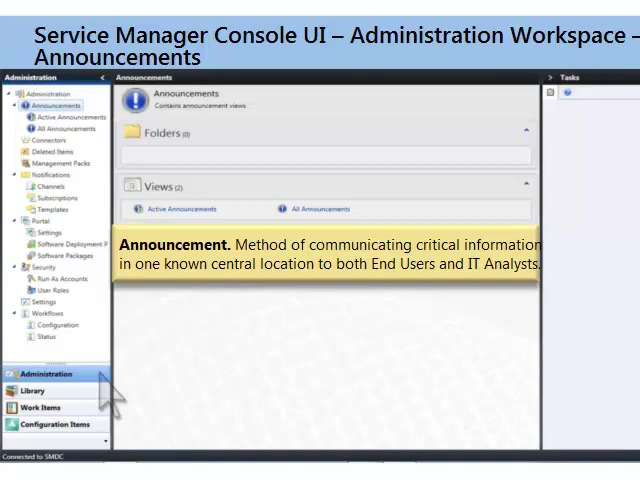 Service Manager Console UI – Administration Workspace –
Announcements
Administration
Announcements
Tasks
Administration
Announcements
Active Announcements
All Announcements
Connectors
Deleted Items
Management Packs
Notifications
Channels
Subscriptions
Templates
Portal
Settings
Software Deployment P
Software Packages
Security
Run As Accounts
User Roles
Settings
Workflows
Configuration
Status
Administration
Library
Work Items
Configuration Items
Connected to SMDC
Announcements
Contains announcement views
Folders (0)
Views (2)
Active Announcements
All Announcements
Announcement. Method of communicating critical information
in one known central location to both End Users and IT Analysts.